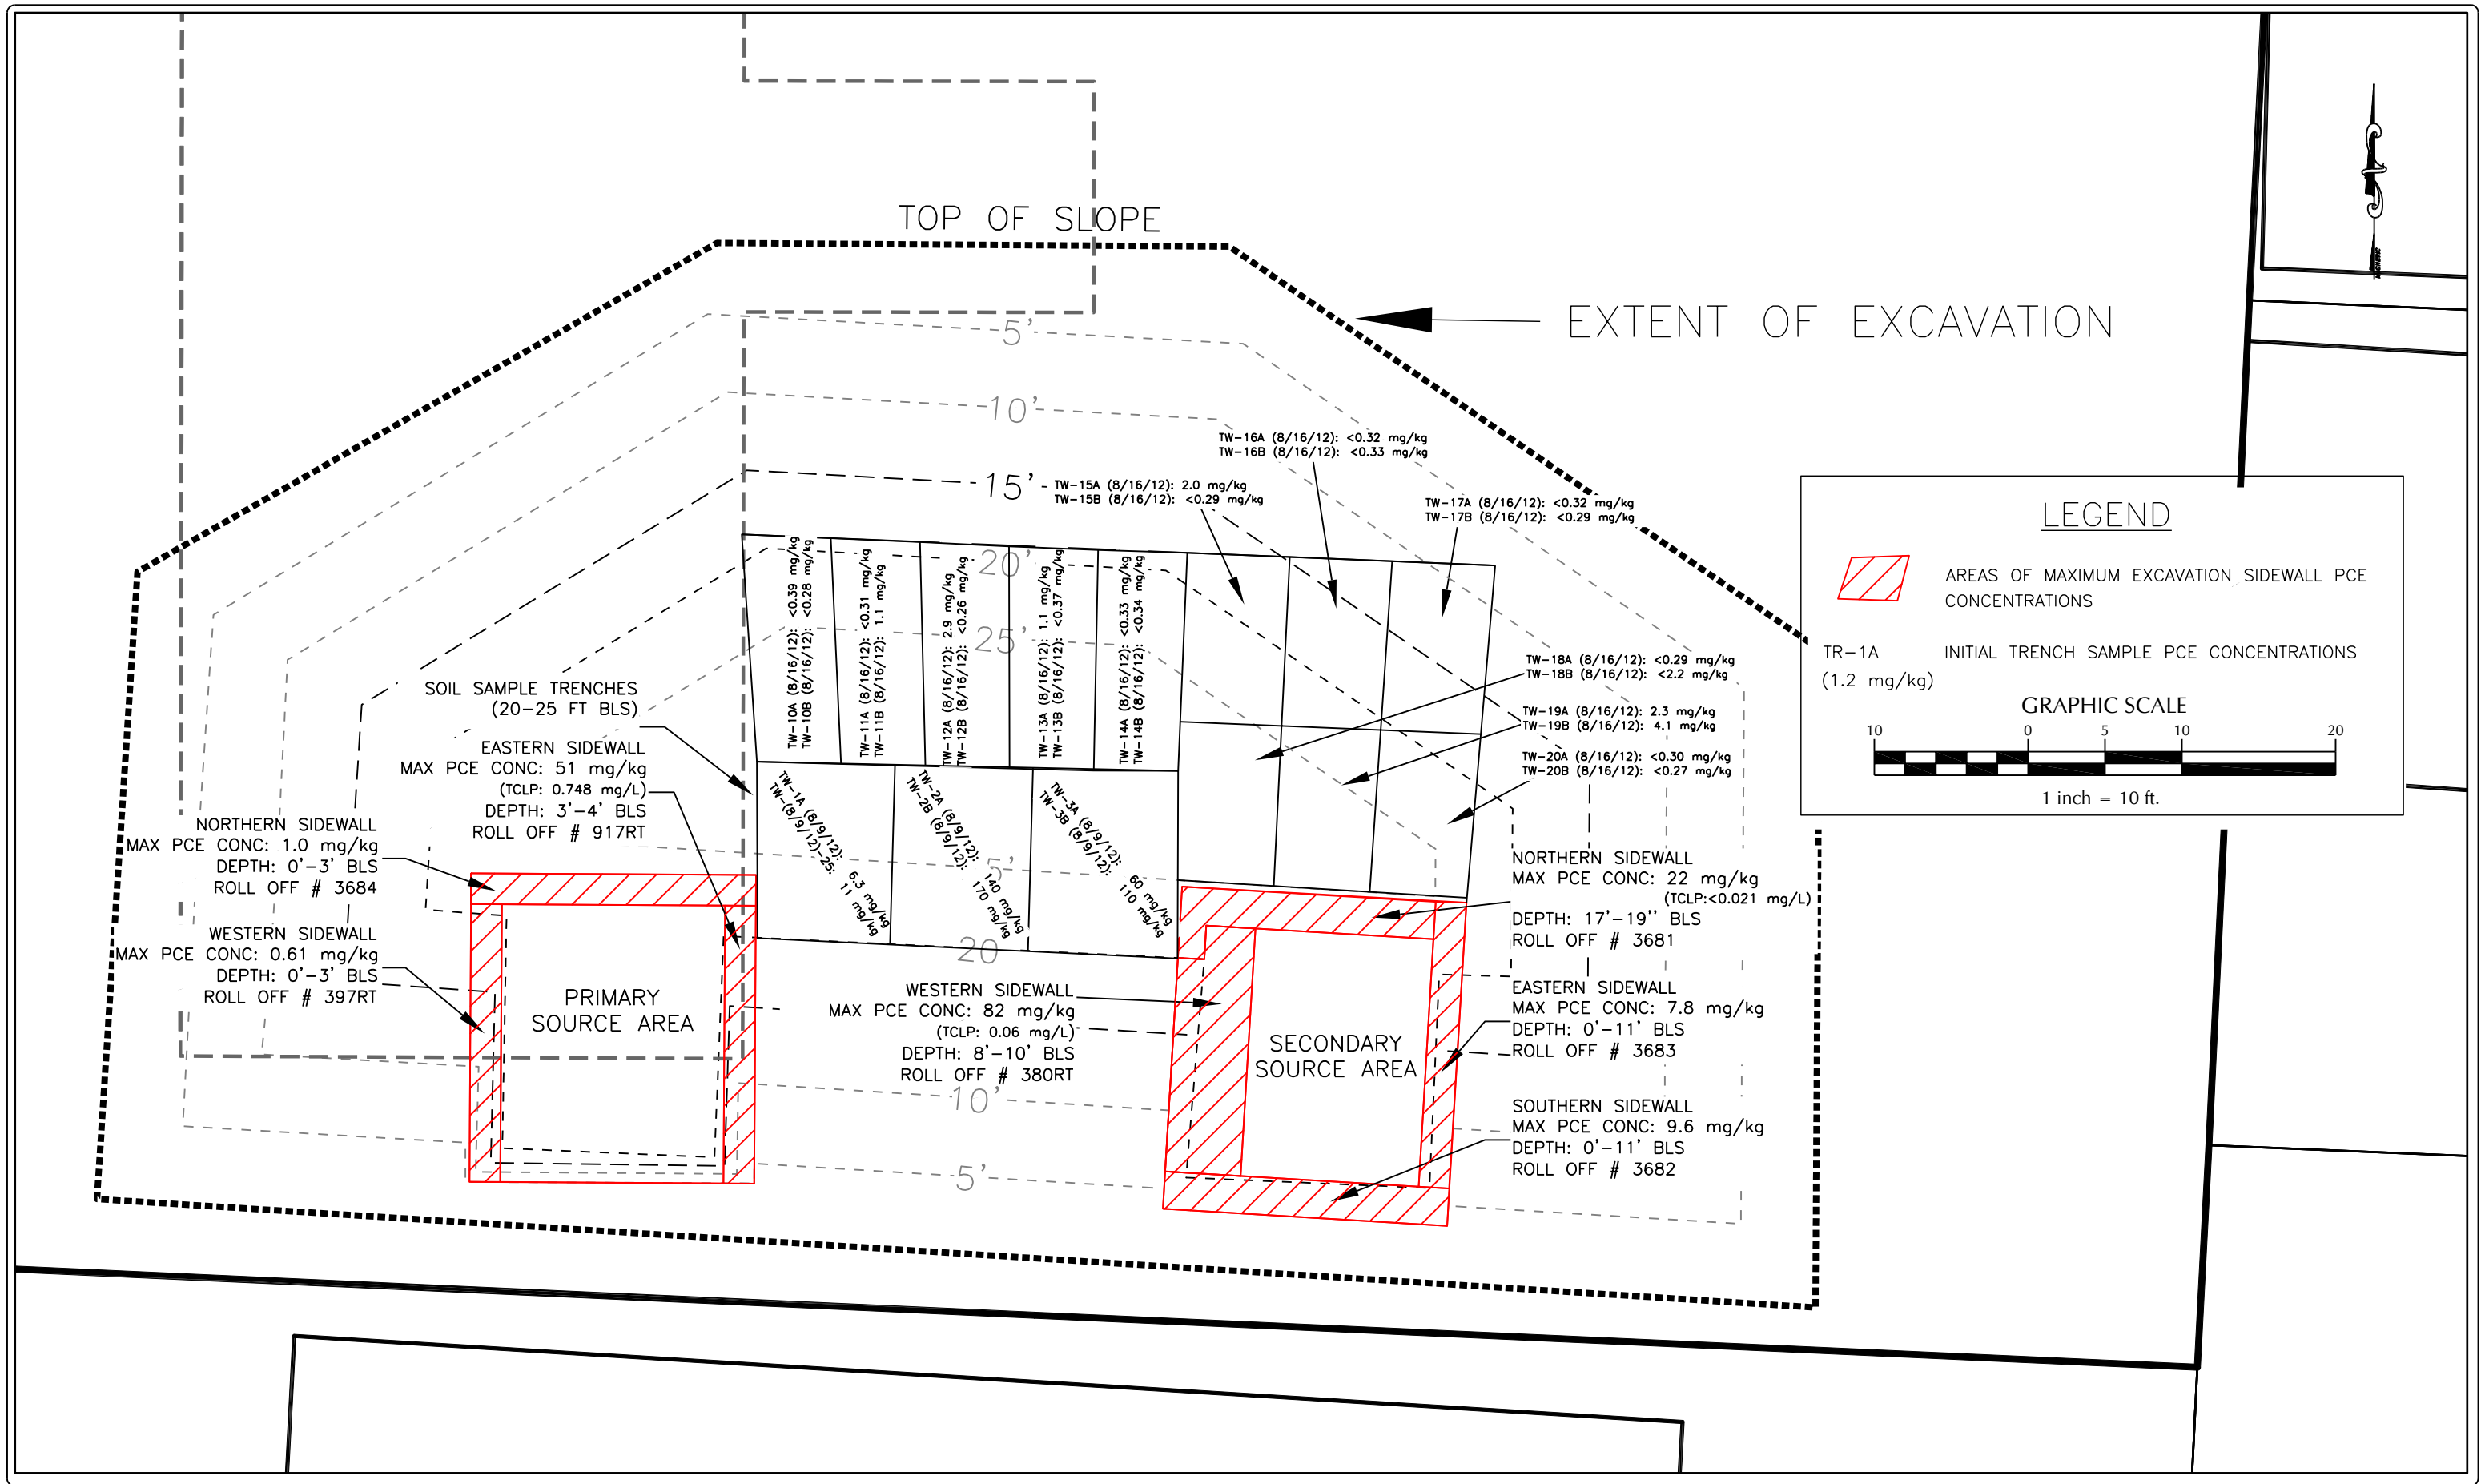 TOP OF SLOPE
EXTENT OF EXCAVATION
5'
10'
15'
20'
25'
TW-16A (8/16/12): <0.32 mg/kg
TW-16B (8/16/12): <0.33 mg/kg
TW-15A (8/16/12): 2.0 mg/kg
TW-15B (8/16/12): <0.29 mg/kg
TW-17A (8/16/12): <0.32 mg/kg
TW-17B (8/16/12): <0.29 mg/kg
TW-10A (8/16/12): <0.39 mg/kg
TW-10B (8/16/12): <0.28 mg/kg
TW-11A (8/16/12): <0.31 mg/kg
TW-11B (8/16/12): 1.1 mg/kg
TW-12A (8/16/12): 2.9 mg/kg
TW-12B (8/16/12): <0.26 mg/kg
TW-13A (8/16/12): 1.1 mg/kg
TW-13B (8/16/12): <0.37 mg/kg
TW-14A (8/16/12): <0.33 mg/kg
TW-14B (8/16/12): <0.34 mg/kg
TW-18A (8/16/12): <0.29 mg/kg
TW-18B (8/16/12): <2.2 mg/kg
TW-19A (8/16/12): 2.3 mg/kg
TW-19B (8/16/12): 4.1 mg/kg
TW-20A (8/16/12): <0.30 mg/kg
TW-20B (8/16/12): <0.27 mg/kg
SOIL SAMPLE TRENCHES
(20-25 FT BLS)
EASTERN SIDEWALL
MAX PCE CONC: 51 mg/kg
(TCLP: 0.748 mg/L)
DEPTH: 3'-4' BLS
ROLL OFF # 917RT
NORTHERN SIDEWALL
MAX PCE CONC: 1.0 mg/kg
DEPTH: 0'-3' BLS
ROLL OFF # 3684
WESTERN SIDEWALL
MAX PCE CONC: 0.61 mg/kg
DEPTH: 0'-3' BLS
ROLL OFF # 397RT
TW-1A (8/9/12): 6.3 mg/kg
TW-(8/9/12)-25: 11 mg/kg
TW-2A (8/9/12): 140 mg/kg
TW-2B (8/9/12): 170 mg/kg
TW-3A (8/9/12): 60 mg/kg
TW-3B (8/9/12): 110 mg/kg
5'
20
10'
5'
PRIMARY
SOURCE AREA
WESTERN SIDEWALL
MAX PCE CONC: 82 mg/kg
(TCLP: 0.06 mg/L)
DEPTH: 8'-10' BLS
ROLL OFF # 380RT
SECONDARY
SOURCE AREA
NORTHERN SIDEWALL
MAX PCE CONC: 22 mg/kg
(TCLP:<0.021 mg/L)
DEPTH: 17'-19'' BLS
ROLL OFF # 3681
EASTERN SIDEWALL
MAX PCE CONC: 7.8 mg/kg
DEPTH: 0'-11' BLS
ROLL OFF # 3683
SOUTHERN SIDEWALL
MAX PCE CONC: 9.6 mg/kg
DEPTH: 0'-11' BLS
ROLL OFF # 3682
LEGEND
AREAS OF MAXIMUM EXCAVATION SIDEWALL PCE
CONCENTRATIONS
TR-1A INITIAL TRENCH SAMPLE PCE CONCENTRATIONS
(1.2 mg/kg)
GRAPHIC SCALE
10 0 5 10 20
1 inch = 10 ft.